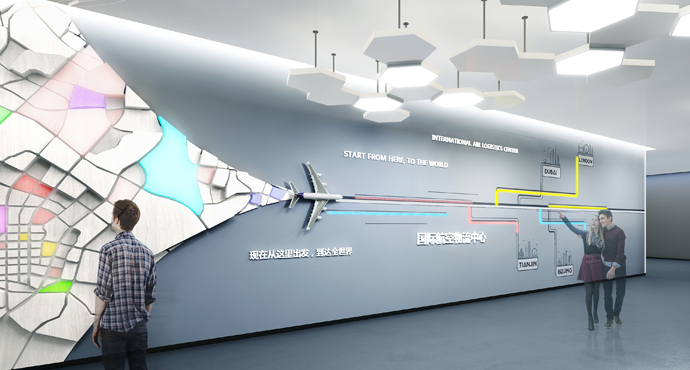 INTERNATIONAL AIR LOGISTICS CENTRE
START FROM HERE, TO THE WORLD
DUBAI
LONDON
现在从这里出发，到达全世界
国际航空物流中心
TIANJIN
BEIJING